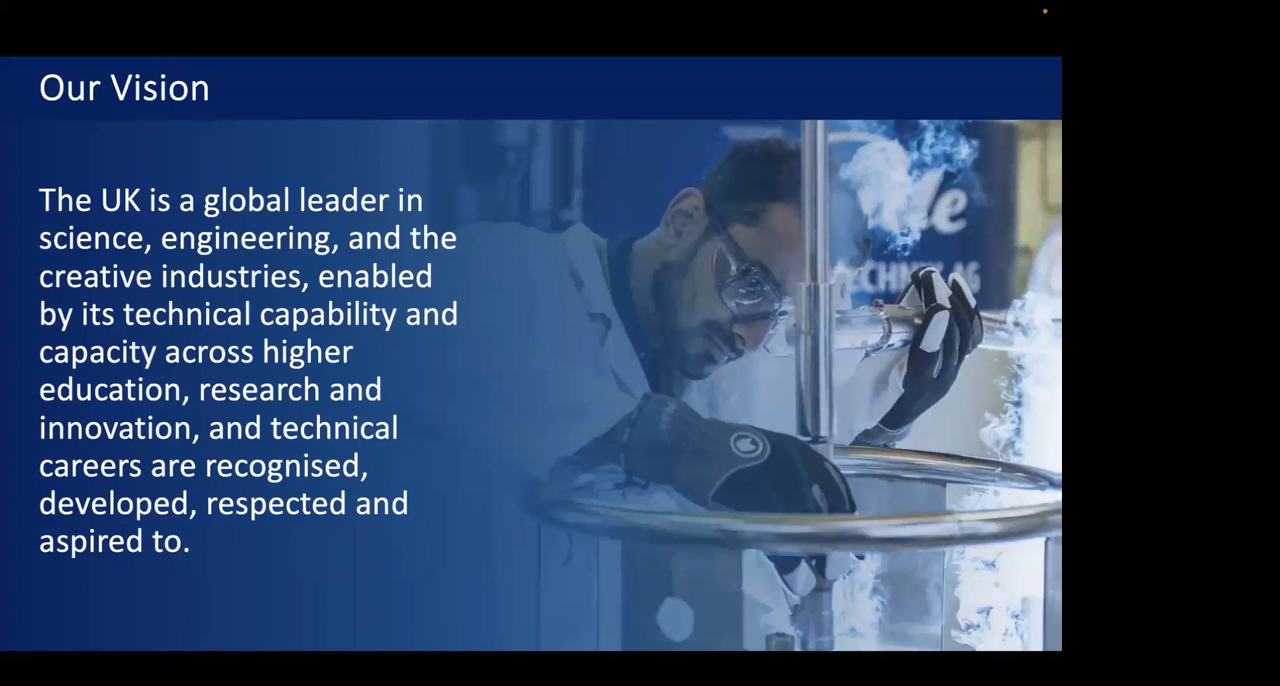 Our Vision
The UK is a global leader in
science, engineering, and the
creative industries, enabled
by its technical capability and
capacity across higher
education, research and
innovation, and technical
careers are recognised,
developed, respected and
aspired to.